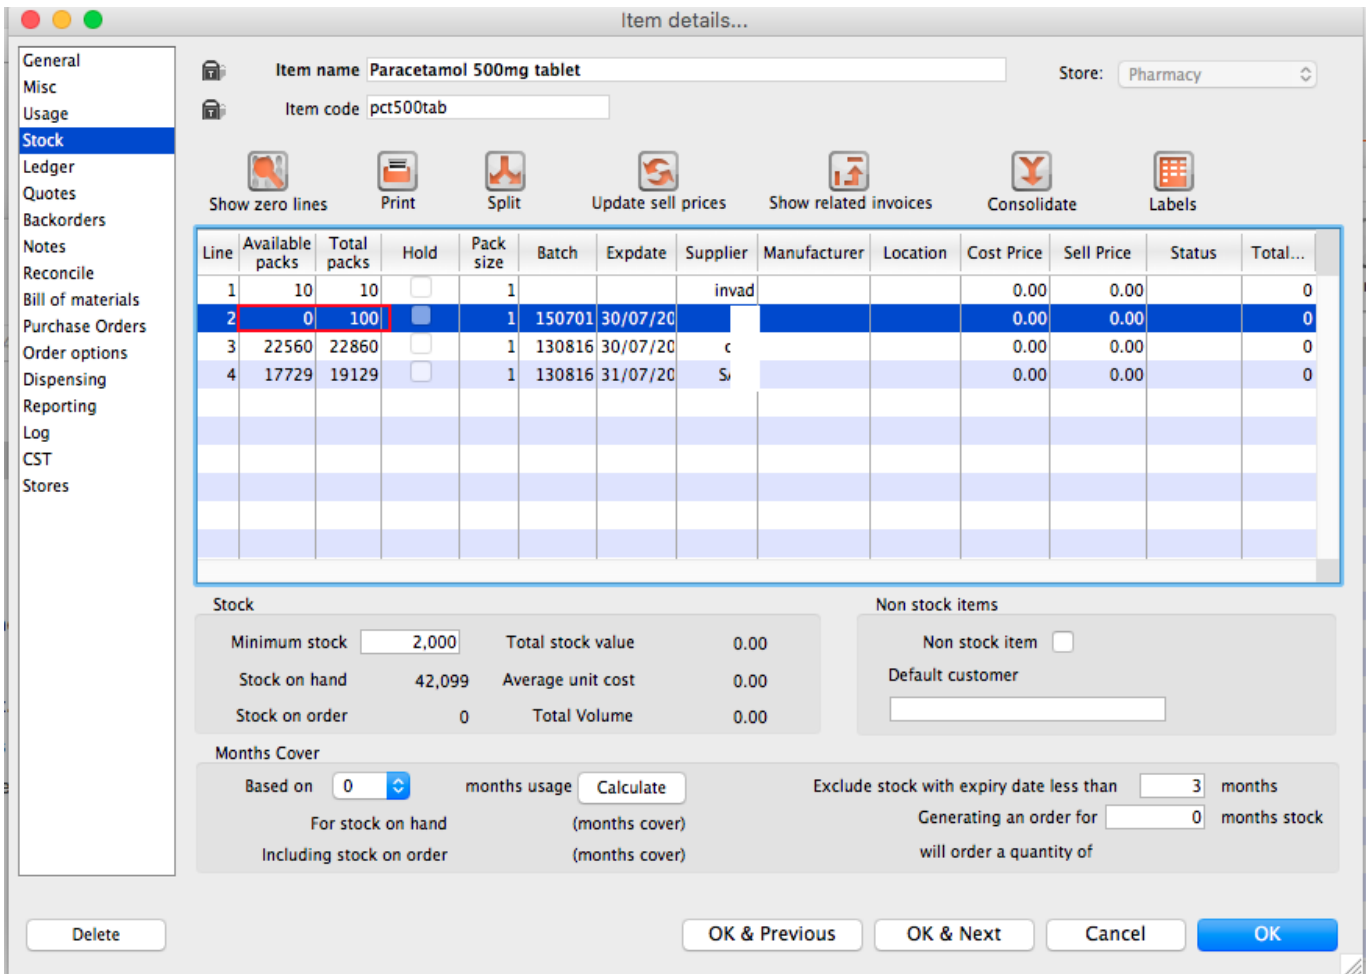 Item details...
General
Misc
Usage
Stock
Ledger
Quotes
Backorders
Notes
Reconcile
Bill of materials
Purchase Orders
Order options
Dispensing
Reporting
Log
CST
Stores
Item name Paracetamol 500mg tablet
Store: Pharmacy
Item code pct500tab
Show zero lines Print Split Update sell prices Show related invoices Consolidate Labels
Line Available packs Total packs Hold Pack size Batch Expdate Supplier Manufacturer Location Cost Price Sell Price Status Total...
1 10 10 1 invad 0.00 0.00 0
2 0 100 1 150701 30/07/20 0.00 0.00 0
3 22560 22860 1 130816 30/07/20 0.00 0.00 0
4 17729 19129 1 130816 31/07/20 0.00 0.00 0
Stock
Minimum stock 2,000 Total stock value 0.00
Stock on hand 42,099 Average unit cost 0.00
Stock on order 0 Total Volume 0.00
Non stock items
Non stock item
Default customer
Months Cover
Based on 0 months usage Calculate
For stock on hand (months cover)
Including stock on order (months cover)
Exclude stock with expiry date less than 3 months
Generating an order for 0 months stock
will order a quantity of
Delete OK & Previous OK & Next Cancel OK